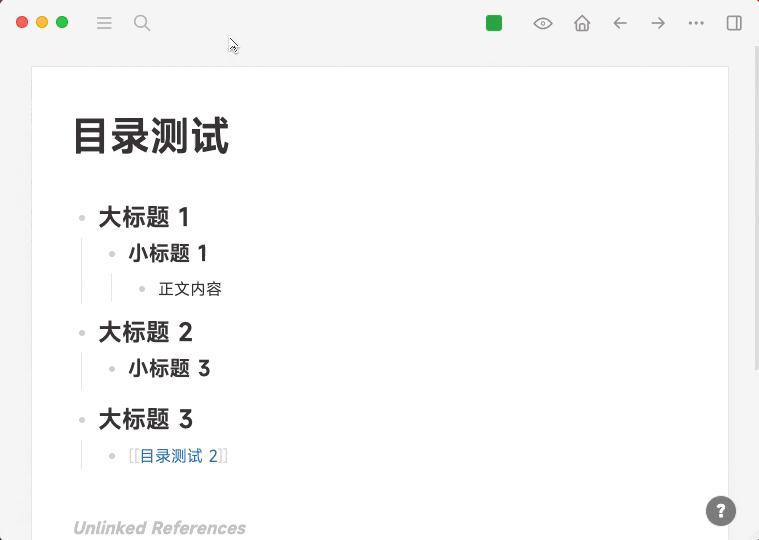 目录测试
大标题 1
小标题 1
正文内容
大标题 2
小标题 3
大标题 3
[[目录测试 2]]
Unlinked References
?